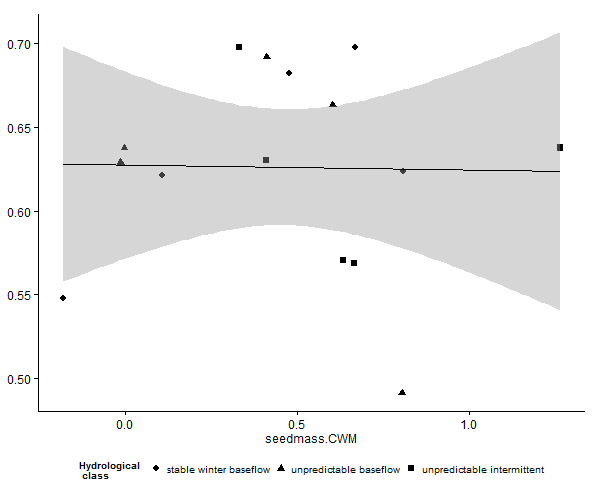 0.70
0.65
0.60
0.55
0.50
0.0 0.5 1.0
seedmass.CWM
Hydrological
class
stable winter baseflow unpredictable baseflow unpredictable intermittent